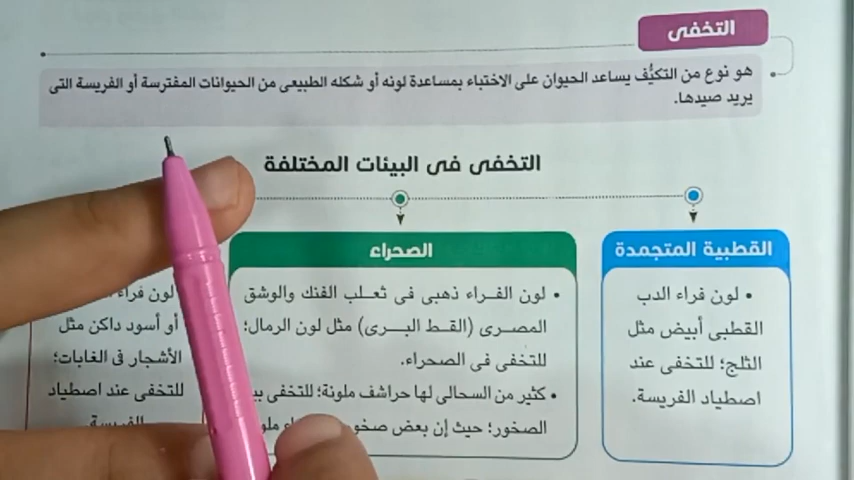 التخفى
هو نوع من التكيُّف يساعد الحيوان على الاختباء بمساعدة لونه أو شكله الطبيعى من الحيوانات المفترسة أو الفريسة التى
يريد صيدها.
التخفى فى البيئات المختلفة
القطبية المتجمدة
• لون فراء الدب
القطبى أبيض مثل
الثلج؛ للتخفى عند
اصطياد الفريسة.
الصحراء
• لون الفراء ذهبى فى ثعلب الفنك والوشق
المصرى (القط البرى) مثل لون الرمال؛
للتخفى فى الصحراء.
• كثير من السحالى لها حراشف ملونة؛ للتخفى
الصخور؛ حيث إن بعض
لون فراء
أو أسود داكن مثل
الأشجار فى الغابات؛
للتخفى عند اصطياد
الفريسة